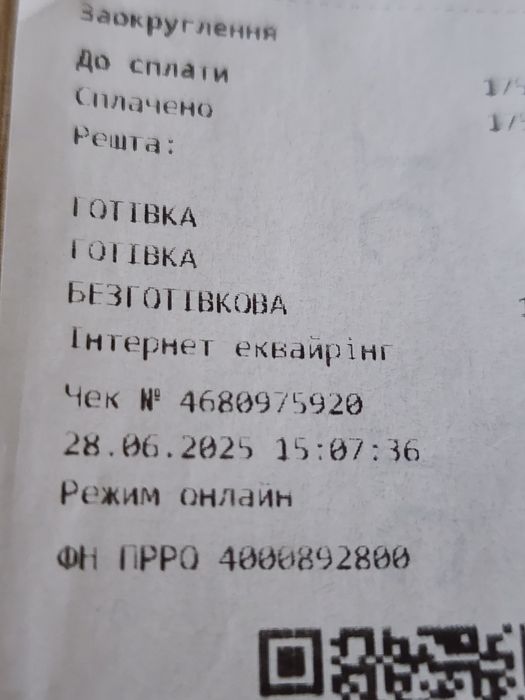 Заокруглення
До сплати
Сплачено
Решта:
ГОТІВКА
ГОТІВКА
БЕЗГОТІВКОВА
Інтернет еквайрінг
Чек № 4680975920
28.06.2025 15:07:36
Режим онлайн
ФН ПРРО 4000892800